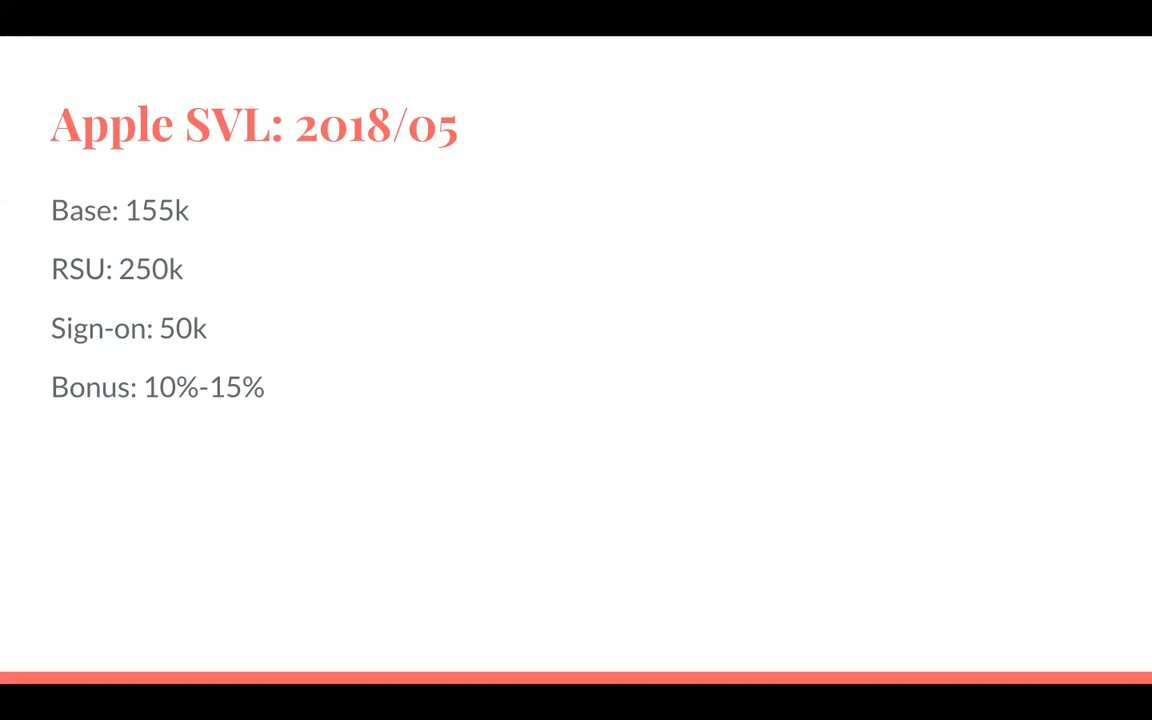 Apple SVL: 2018/05
Base: 155k
RSU: 250k
Sign-on: 50k
Bonus: 10%-15%